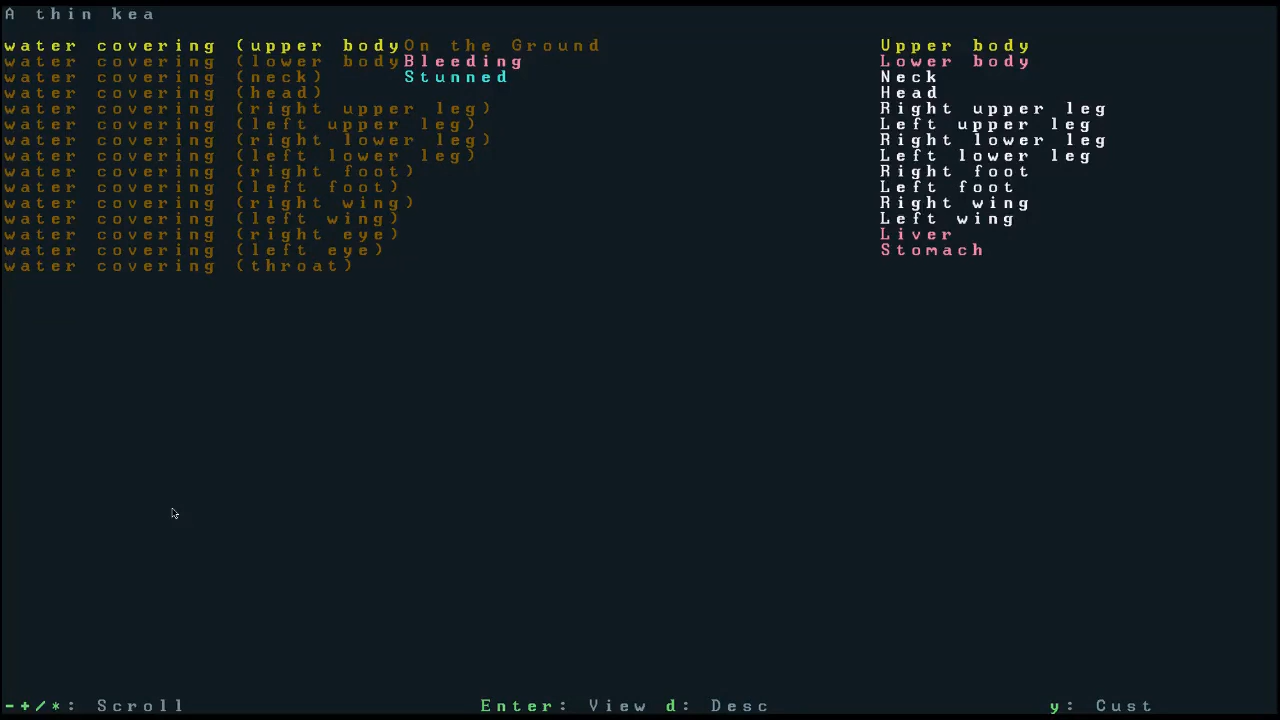 A thin kea
water covering (upper body On the Ground Upper body
water covering (lower body Bleeding Lower body
water covering (neck) Stunned Neck
water covering (head) Head
water covering (right upper leg) Right upper leg
water covering (left upper leg) Left upper leg
water covering (right lower leg) Right lower leg
water covering (left lower leg) Left lower leg
water covering (right foot) Right foot
water covering (left foot) Left foot
water covering (right wing) Right wing
water covering (left wing) Left wing
water covering (right eye) Liver
water covering (left eye) Stomach
water covering (throat)
-+/*: Scroll Enter: View d: Desc y: Cust